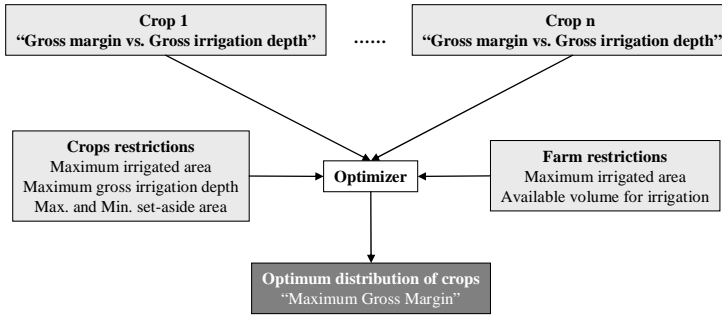 Crop 1
“Gross margin vs. Gross irrigation depth”
......
Crop n
“Gross margin vs. Gross irrigation depth”
Crops restrictions
Maximum irrigated area
Maximum gross irrigation depth
Max. and Min. set-aside area
Optimizer
Farm restrictions
Maximum irrigated area
Available volume for irrigation
Optimum distribution of crops
“Maximum Gross Margin”